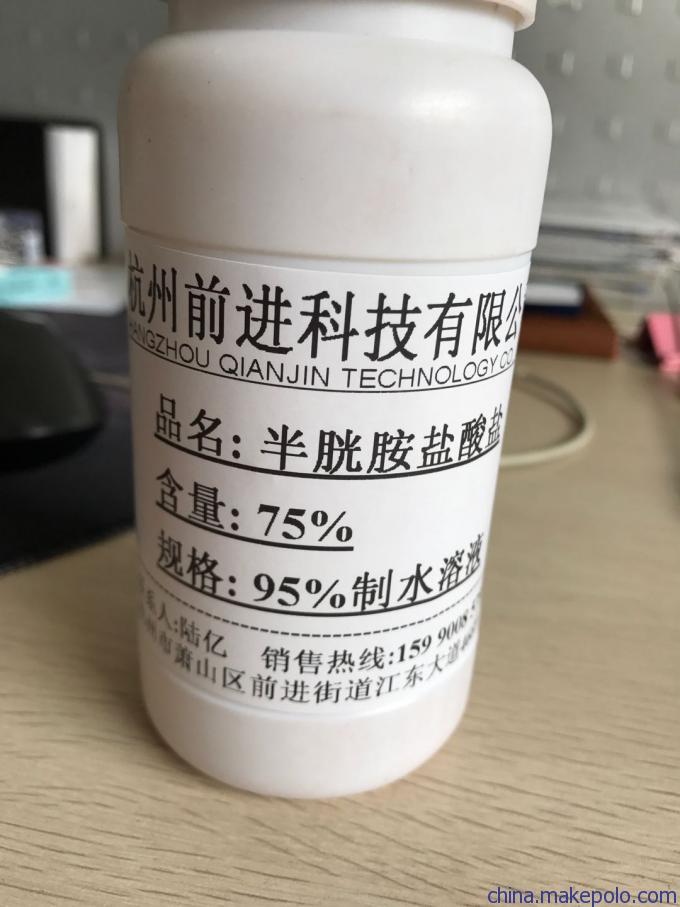 杭州前进科技有限公
HANGZHOU QIANJIN TECHNOLOGY CO
品名: 半胱胺盐酸盐
含量: 75%
规格: 95%制水溶液
系人:陆亿 销售热线:159 9008
州市萧山区前进街道江东大道
china.makepolo.com